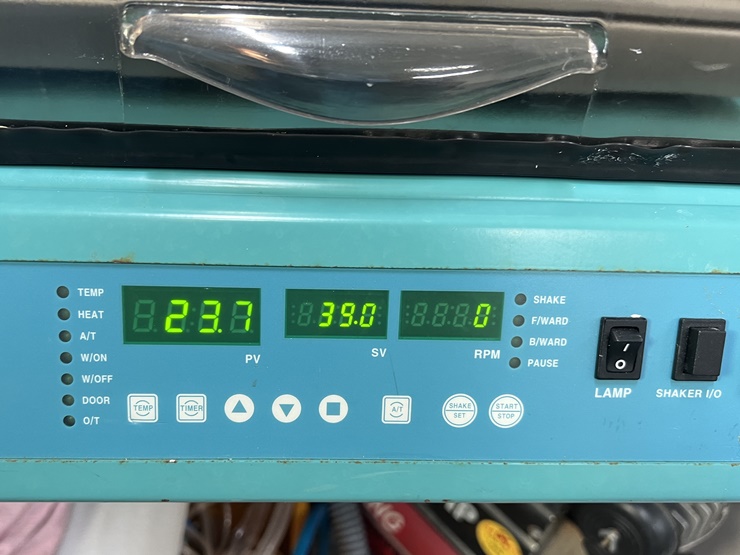 TEMP
HEAT
A/T
W/ON
W/OFF
DOOR
O/T
23.7
PV
39.0
SV
0
RPM
SHAKE
F/WARD
B/WARD
PAUSE
TEMP
TIMER
A/T
SHAKE
SET
START
STOP
LAMP
SHAKER I/O